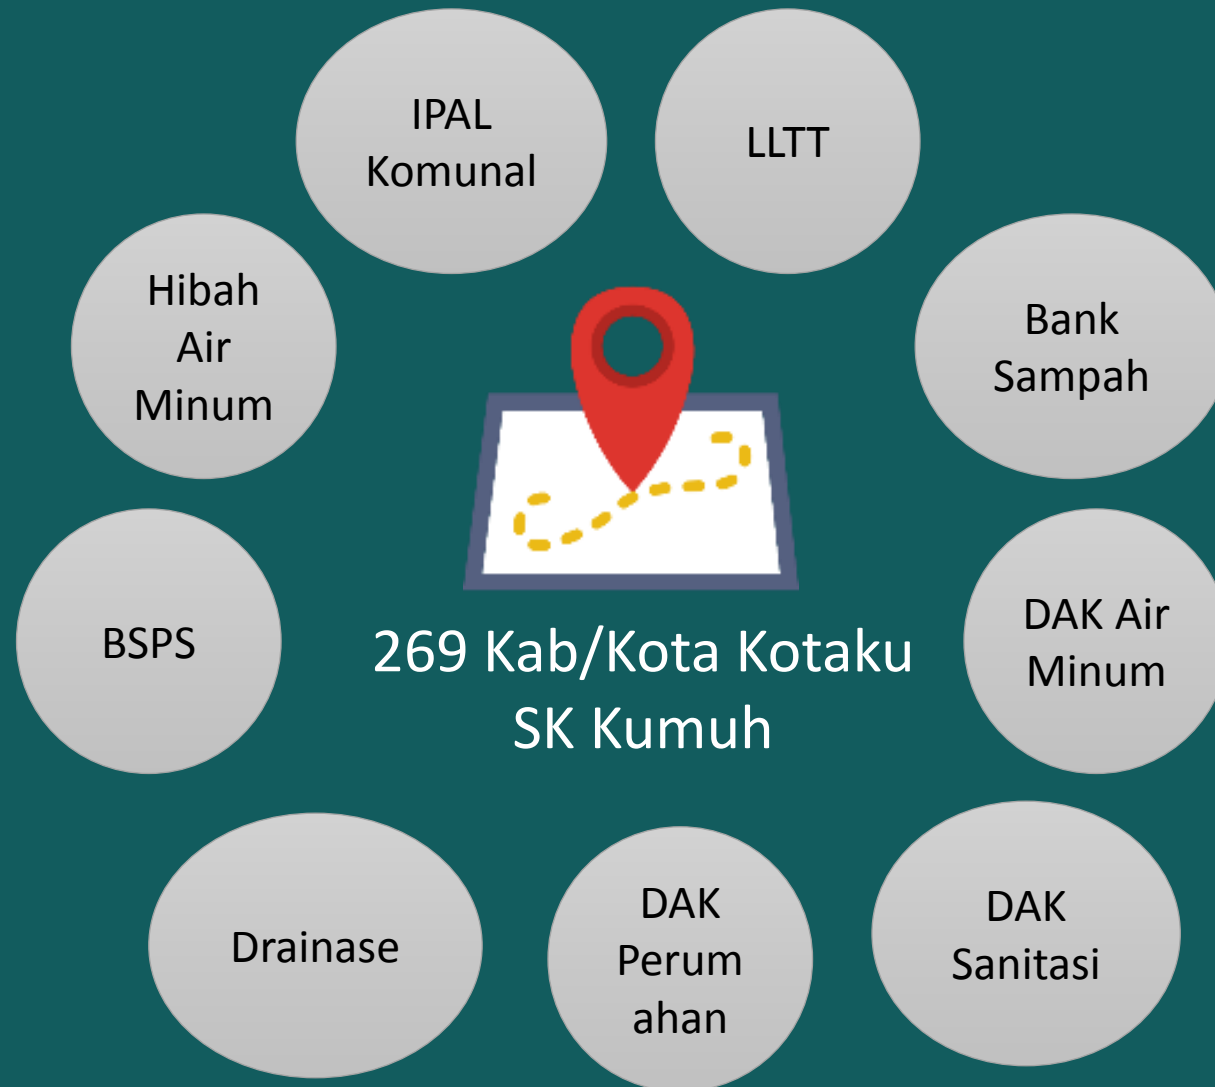 IPAL
Komunal
LLTT
Hibah
Air
Minum
Bank
Sampah
BSPS
269 Kab/Kota Kotaku
SK Kumuh
DAK Air
Minum
Drainase
DAK
Perum
ahan
DAK
Sanitasi